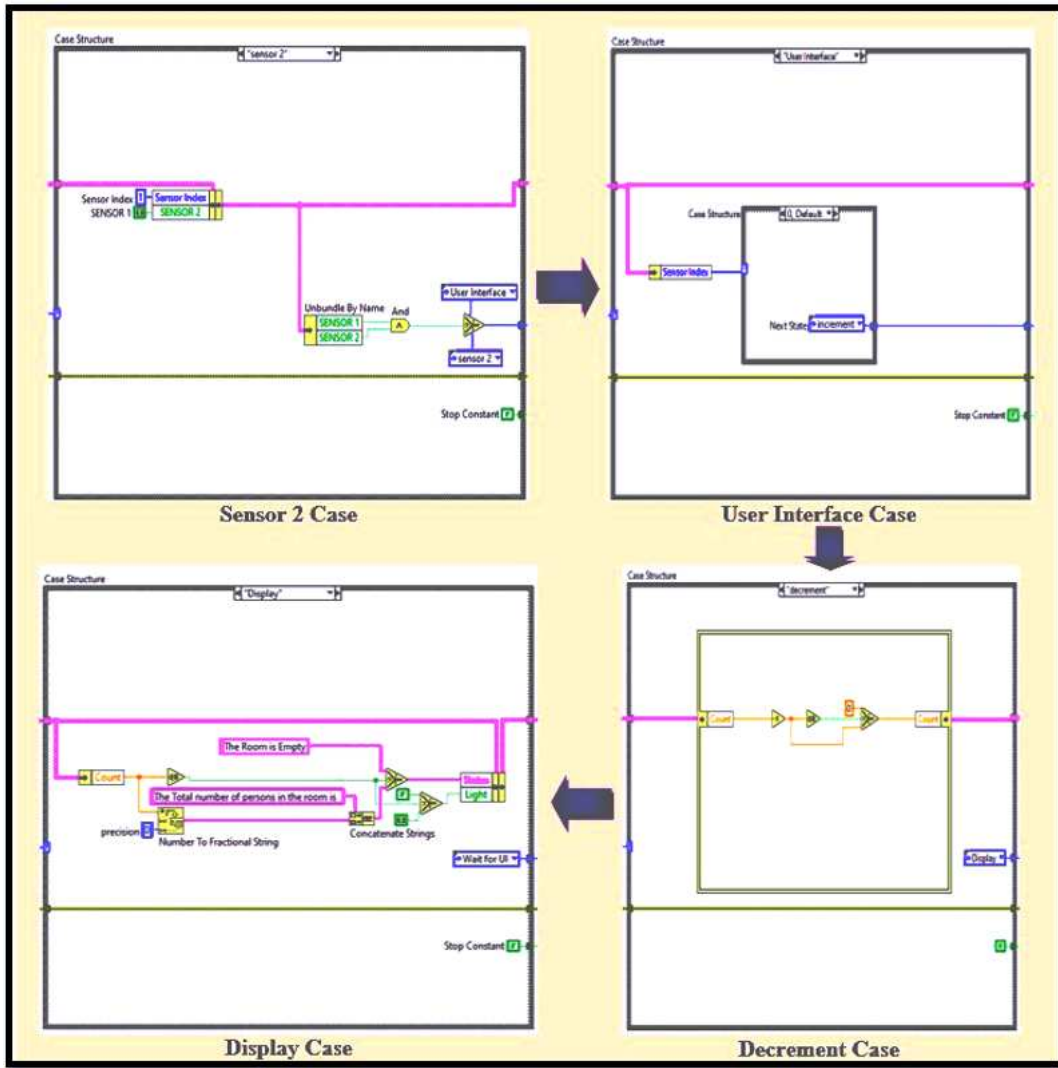 Case Structure
"sensor 2"
Sensor Index
1
Sensor Index
SENSOR 1
SENSOR 2
Unbundle By Name
And
User Interface
SENSOR 1
SENSOR 2
sensor 2
Stop Constant
F
Sensor 2 Case
Case Structure
"User Interface"
Case Structure
0, Default
Sensor Index
Next State
increment
Stop Constant
F
User Interface Case
Case Structure
"Display"
The Room is Empty
Count
Status
Light
The Total number of persons in the room is
F
precision
Number To Fractional String
Concatenate Strings
Wait for UI
Stop Constant
F
Display Case
Case Structure
"decrement"
Count
Count
Display
Decrement Case